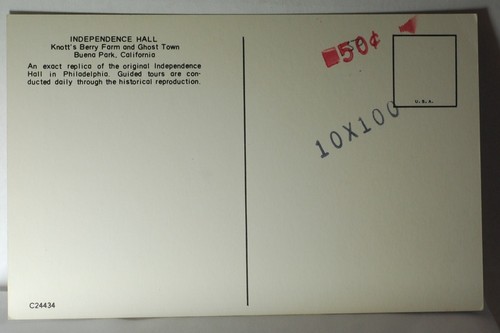 INDEPENDENCE HALL
Knott's Berry Farm and Ghost Town
Buena Park, California
An exact replica of the original Independence
Hall in Philadelphia. Guided tours are con-
ducted daily through the historical reproduction.
50¢
U.S.A.
10X100
C24434